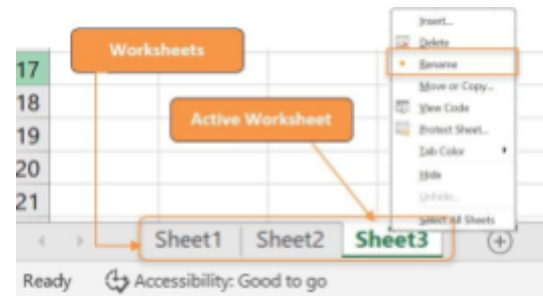 Insert...
Delete
Rename
Move or Copy...
View Code
Protect Sheet...
Tab Color
Hide
Unhide...
Select All Sheets
Worksheets
Active Worksheet
17
18
19
20
21
Sheet1 Sheet2 Sheet3
Ready Accessibility: Good to go